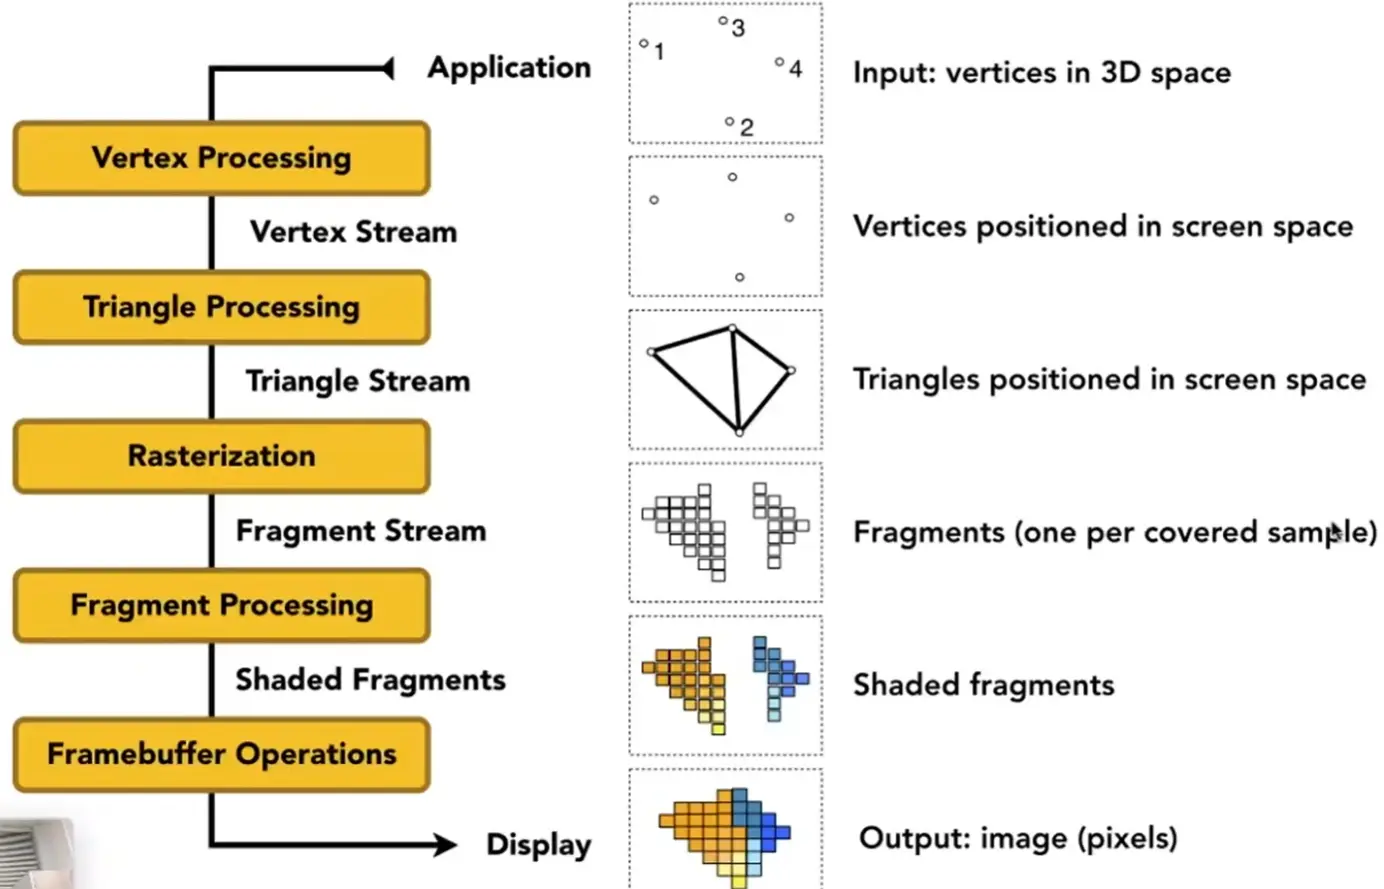 Application
Vertex Processing
Vertex Stream
Triangle Processing
Triangle Stream
Rasterization
Fragment Stream
Fragment Processing
Shaded Fragments
Framebuffer Operations
Display
1
3
4
2
Input: vertices in 3D space
Vertices positioned in screen space
Triangles positioned in screen space
Fragments (one per covered sample)
Shaded fragments
Output: image (pixels)